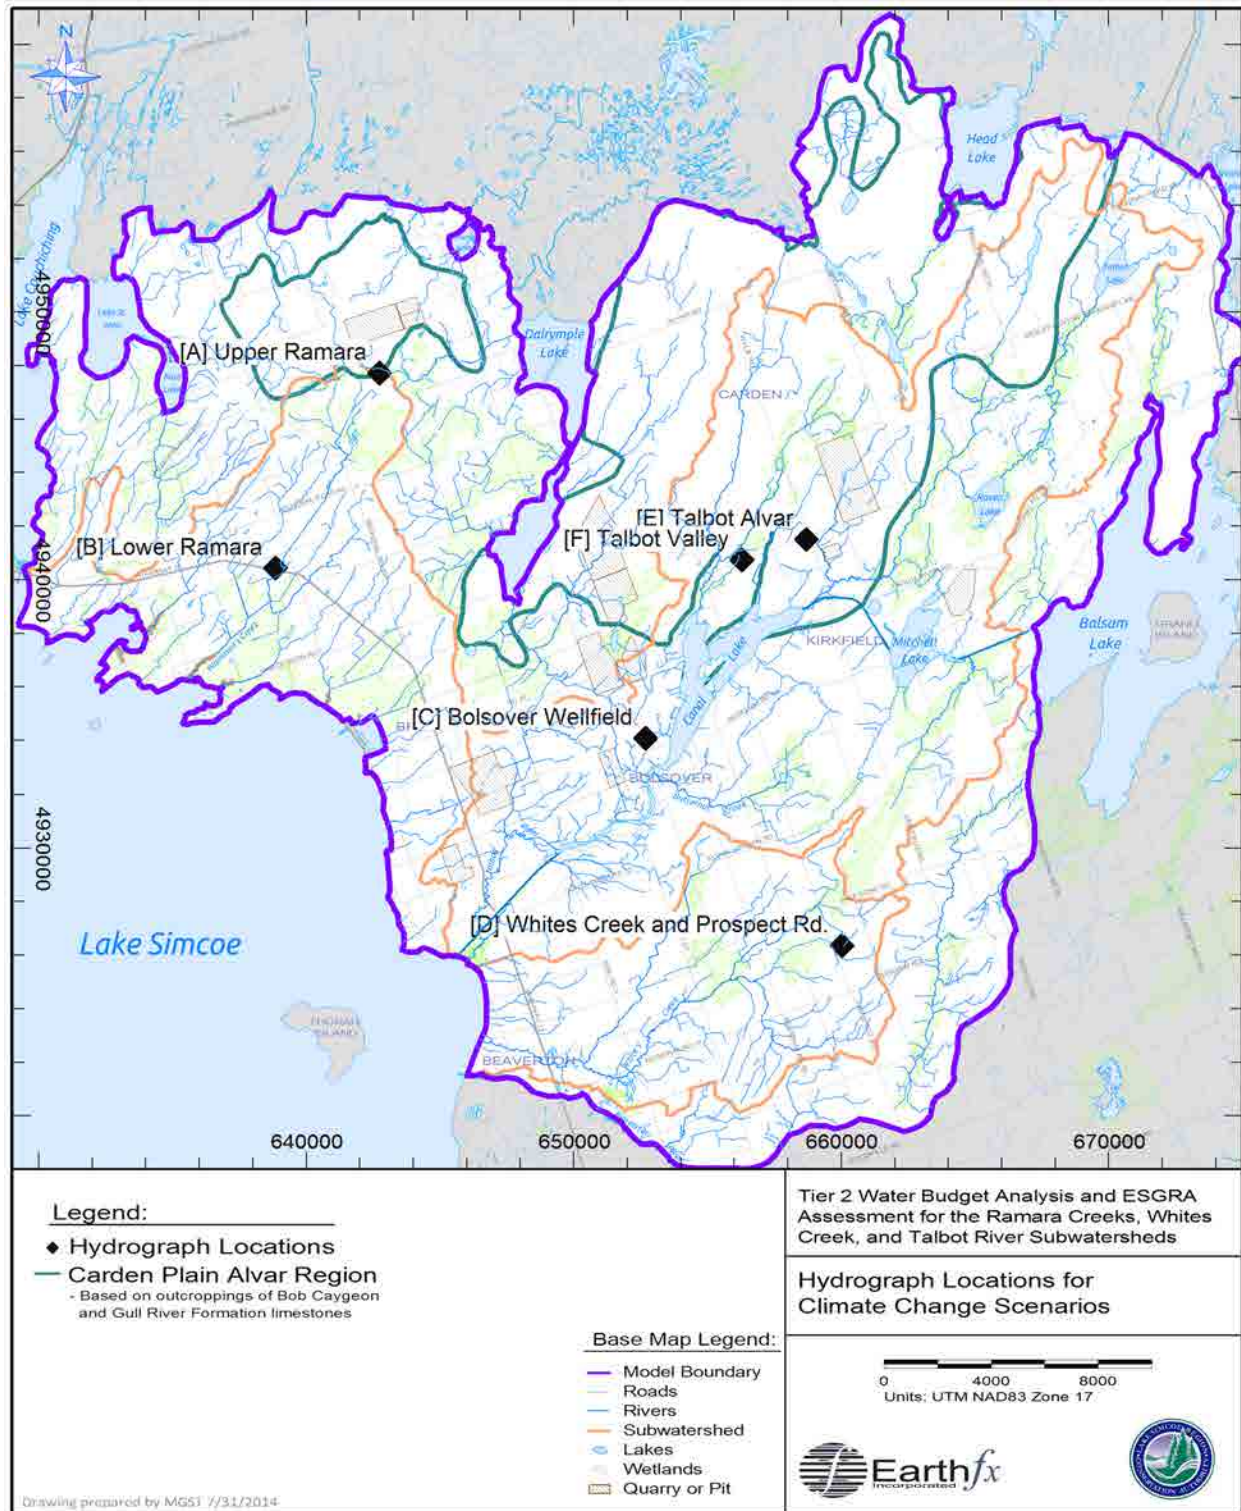 N
Head
Lake
Lake Couchiching
4950000
Dalrymple
Lake
[A] Upper Ramara
CARDEN
[E] Talbot Alvar
[F] Talbot Valley
[B] Lower Ramara
4940000
Balsam
Lake
KIRKFIELD
Mitchell
Lake
Canal Lake
[C] Bolsover Wellfield
BOLSOVER
4930000
[D] Whites Creek and Prospect Rd.
Lake Simcoe
THORAH
ISLAND
BEAVERTON
640000
650000
660000
670000
Legend:
Hydrograph Locations
Carden Plain Alvar Region
- Based on outcroppings of Bob Caygeon
and Gull River Formation limestones
Base Map Legend:
Model Boundary
Roads
Rivers
Subwatershed
Lakes
Wetlands
Quarry or Pit
Drawing prepared by MGST 7/31/2014
Tier 2 Water Budget Analysis and ESGRA
Assessment for the Ramara Creeks, Whites
Creek, and Talbot River Subwatersheds
Hydrograph Locations for
Climate Change Scenarios
0 4000 8000
Units: UTM NAD83 Zone 17
Earthfx
Incorporated